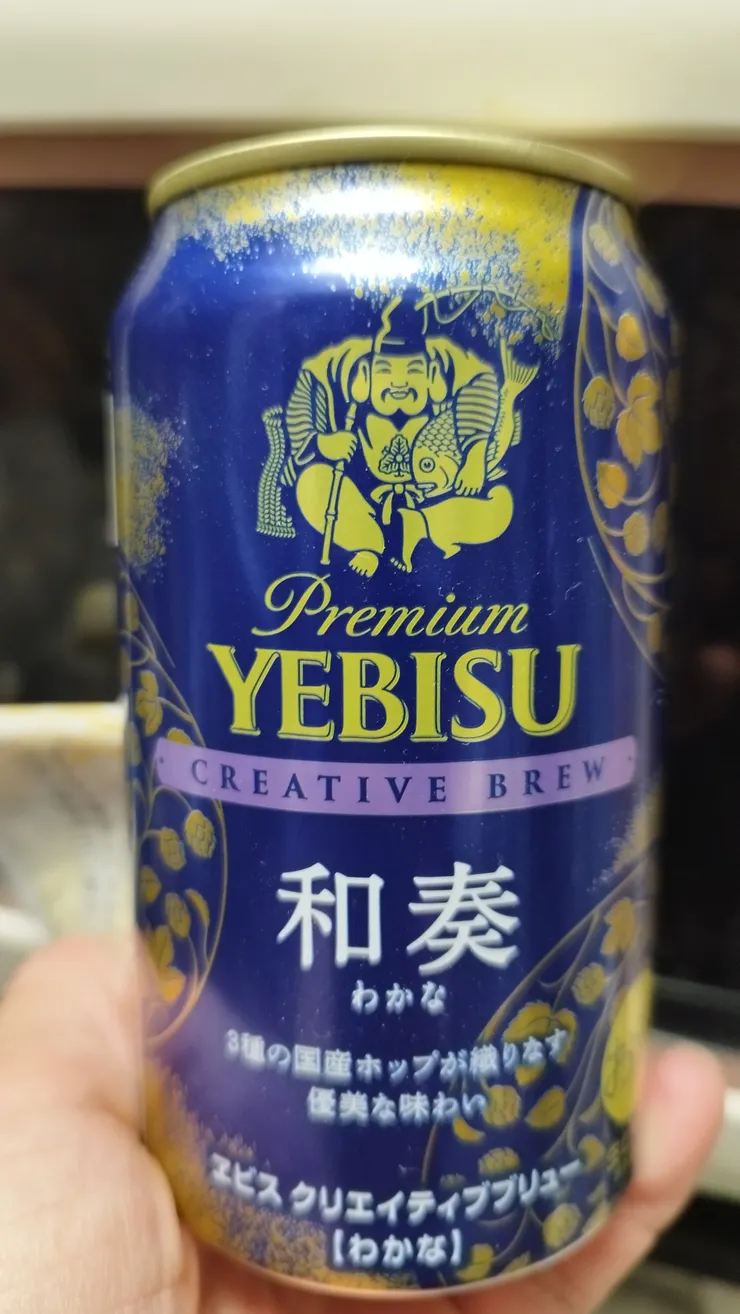 Premium
YEBISU
CREATIVE BREW
和奏
わかな
3種の国産ホップが織りなす
優美な味わい
ヱビス クリエイティブブリュー
【わかな】